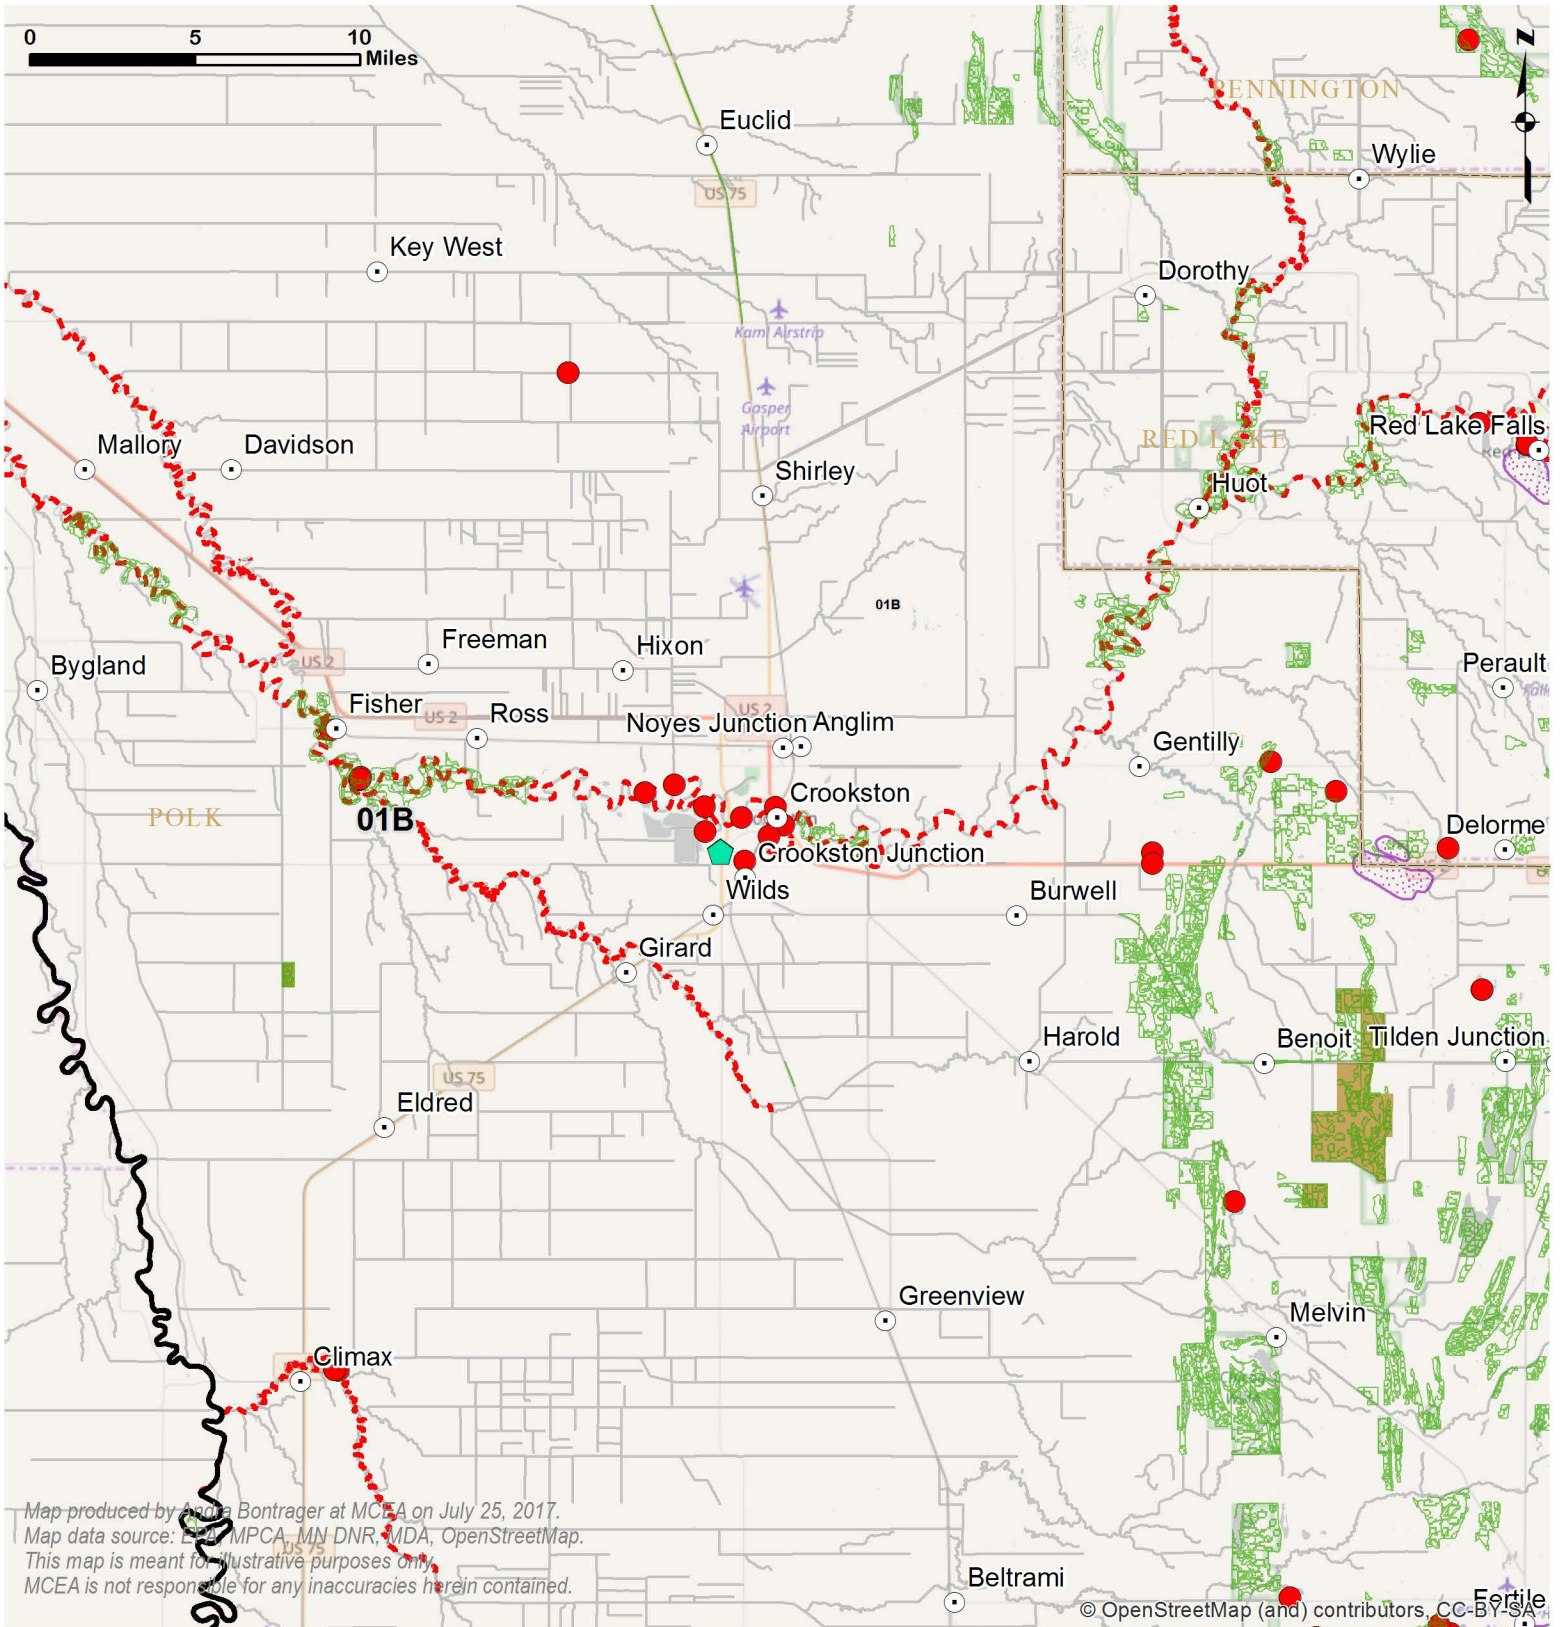 0 5 10
Miles
N
PENNINGTON
Euclid
Wylie
US 75
Key West
Dorothy
Kaml Airstrip
Gasper
Airport
Red Lake Falls
RED LAKE
Mallory
Davidson
Shirley
Huot
01B
Freeman
Hixon
Bygland
US 2
Perault
Fisher
US 2
Ross
US 2
Noyes Junction
Anglim
Gentilly
Crookston
POLK
01B
Delorme
Crookston Junction
US 2
Wilds
Burwell
Girard
Harold
Benoit
Tilden Junction
US 75
Eldred
Greenview
Melvin
Climax
Map produced by Andra Bontrager at MCEA on July 25, 2017.
Map data source: EPA, MPCA, MN DNR, MDA, OpenStreetMap.
US 75
This map is meant for illustrative purposes only.
MCEA is not responsible for any inaccuracies herein contained.
Beltrami
Fertile
© OpenStreetMap (and) contributors, CC-BY-SA